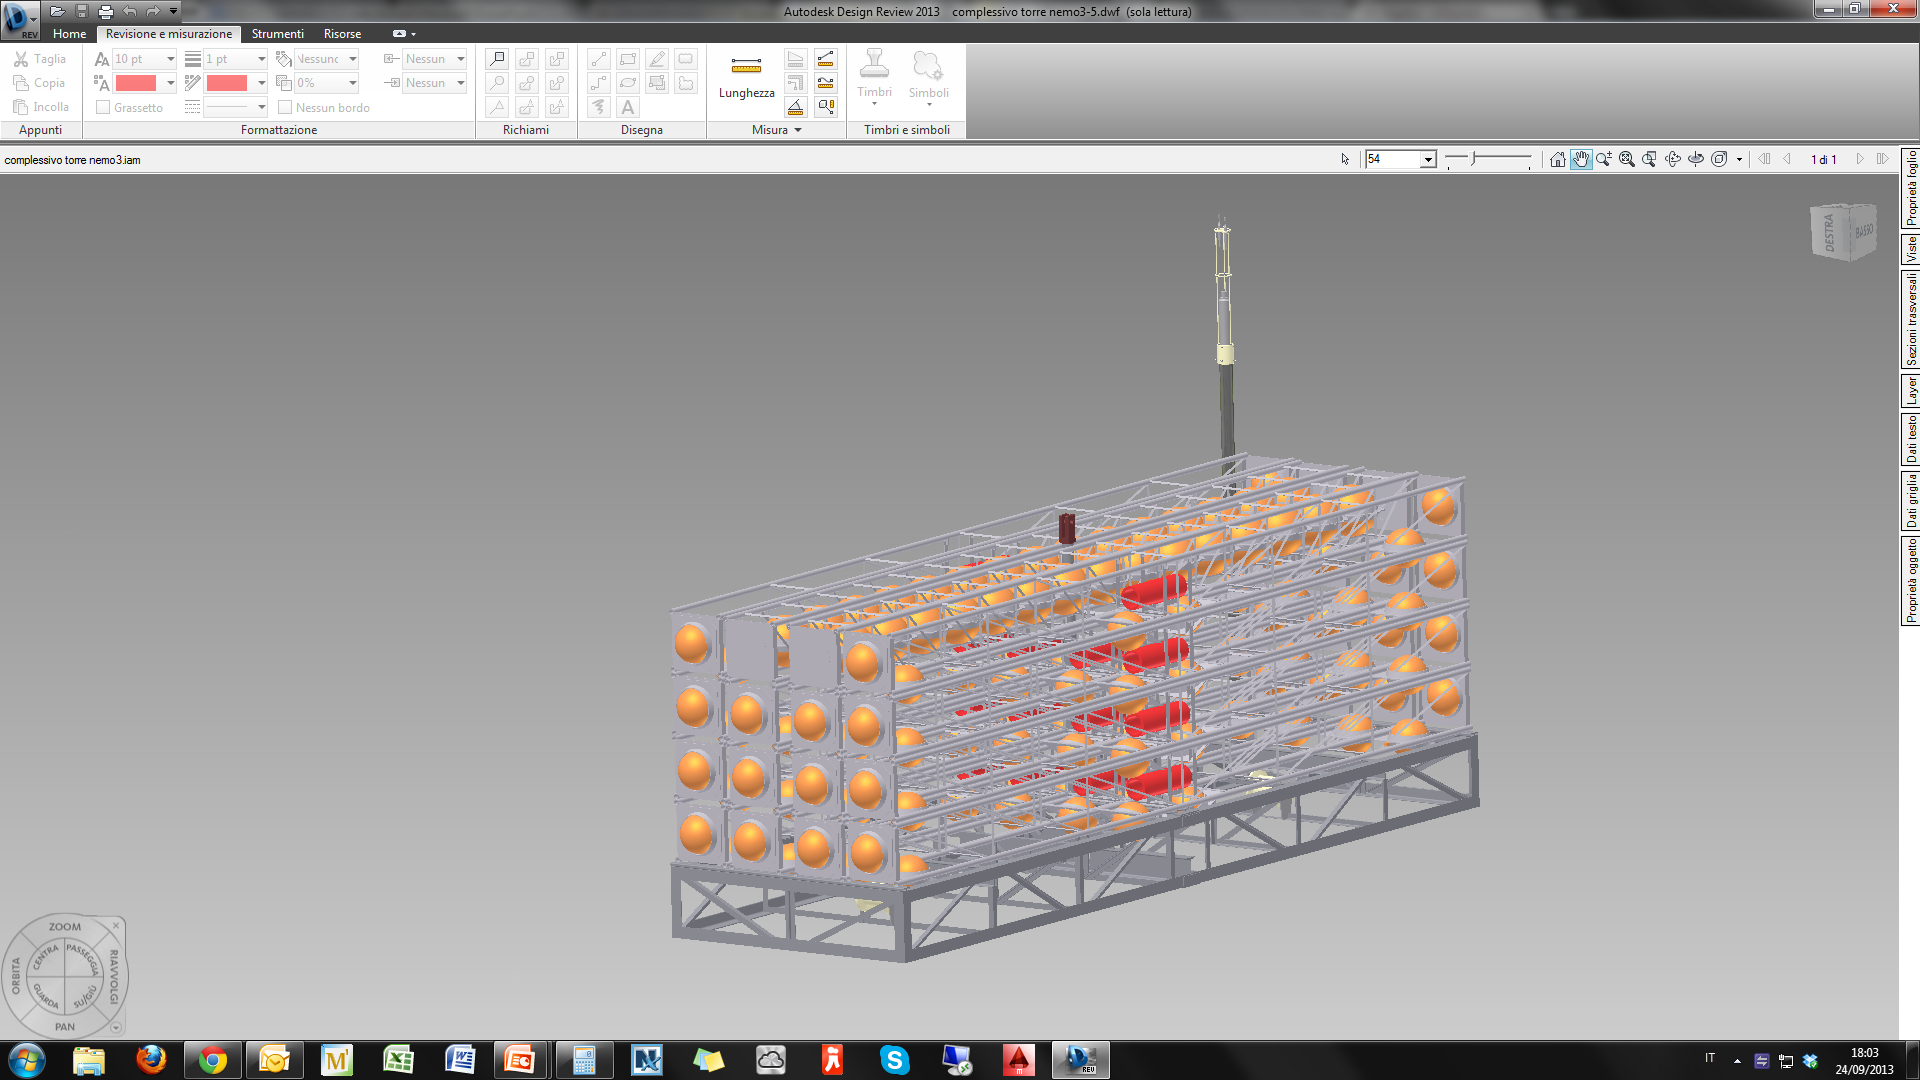 Autodesk Design Review 2013 complessivo torre nemo3-5.dwf (sola lettura)
REV
Home Revisione e misurazione Strumenti Risorse
Taglia
Copia
Incolla
Appunti
10 pt
1 pt
Nessuno
Nessun
0%
Nessun
Grassetto
Nessun bordo
Formattazione
Richiami
Disegna
Lunghezza
Misura
Timbri
Simboli
Timbri e simboli
complessivo torre nemo3.iam
54
1 di 1
Proprietà foglio
Viste
Sezioni trasversali
Layer
Dati testo
Dati griglia
Proprietà oggetto
DESTRA
BASSO
ZOOM
ORBITA
CENTRA
PASSEGGIA
RIAVVOLGI
GUARDA
SU/GIÙ
PAN
IT
18:03
24/09/2013
REV